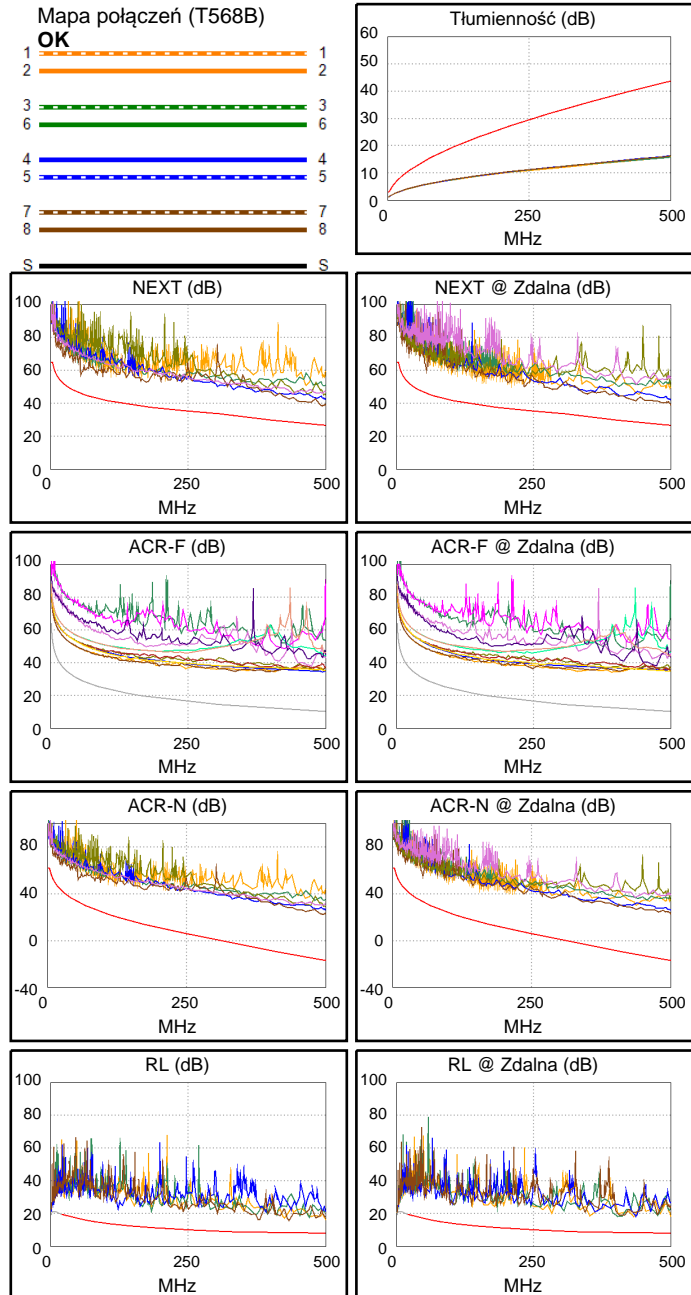 Mapa połączeń (T568B)
OK
1 1
2 2
3 3
6 6
4 4
5 5
7 7
8 8
S S
Tłumienność (dB)
60
50
40
30
20
10
0
0 250 500
MHz
NEXT (dB)
100
80
60
40
20
0
0 250 500
MHz
NEXT @ Zdalna (dB)
100
80
60
40
20
0
0 250 500
MHz
ACR-F (dB)
100
80
60
40
20
0
0 250 500
MHz
ACR-F @ Zdalna (dB)
100
80
60
40
20
0
0 250 500
MHz
ACR-N (dB)
80
40
0
-40
0 250 500
MHz
ACR-N @ Zdalna (dB)
80
40
0
-40
0 250 500
MHz
RL (dB)
100
80
60
40
20
0
0 250 500
MHz
RL @ Zdalna (dB)
100
80
60
40
20
0
0 250 500
MHz